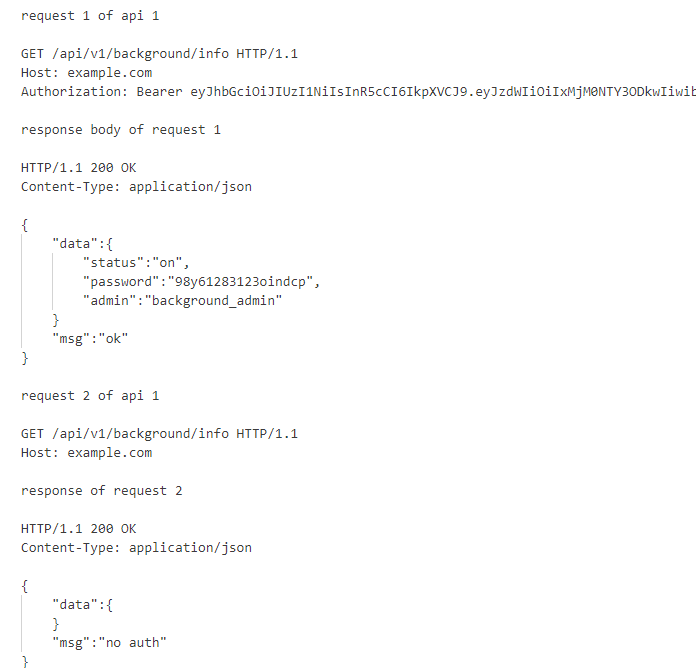 request 1 of api 1
GET /api/v1/background/info HTTP/1.1
Host: example.com
Authorization: Bearer eyJhbGciOiJIUzI1NiIsInR5cCI6IkpXVCJ9.eyJzdWIiOiIxMjM0NTY3ODkwIiwib
response body of request 1
HTTP/1.1 200 OK
Content-Type: application/json
{
"data":{
"status":"on",
"password":"98y61283123oindcp",
"admin":"background_admin"
}
"msg":"ok"
}
request 2 of api 1
GET /api/v1/background/info HTTP/1.1
Host: example.com
response of request 2
HTTP/1.1 200 OK
Content-Type: application/json
{
"data":{
}
"msg":"no auth"
}